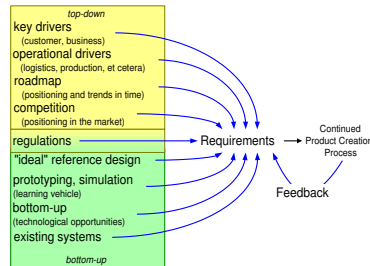 top-down
key drivers
(customer, business)
operational drivers
(logistics, production, et cetera)
roadmap
(positioning and trends in time)
competition
(positioning in the market)
regulations
"ideal" reference design
prototyping, simulation
(learning vehicle)
bottom-up
(technological opportunities)
existing systems
bottom-up
Requirements
Continued
Product Creation
Process
Feedback